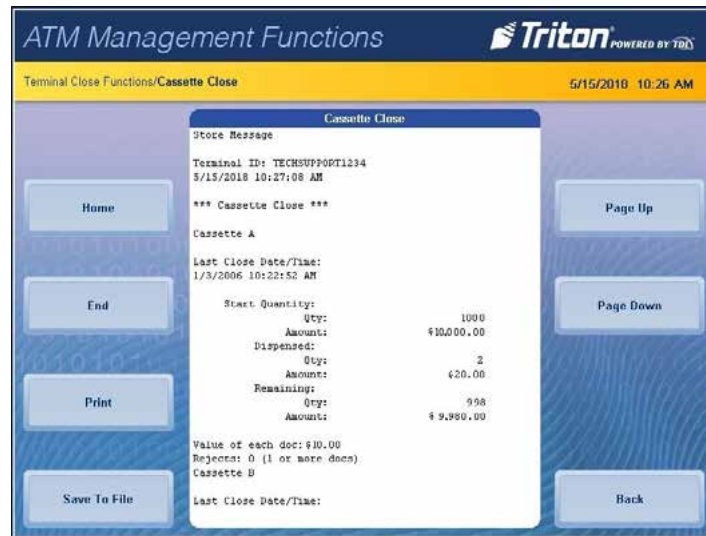 ATM Management Functions
Triton POWERED BY TDL
Terminal Close Functions/Cassette Close
5/15/2018 10:26 AM
Cassette Close
Store Message
Terminal ID: TECHSUPPORT1234
5/15/2018 10:27:08 AM
*** Cassette Close ***
Cassette A
Last Close Date/Time:
1/3/2006 10:22:52 AM
Start Quantity:
Qty: 1000
Amount: $10,000.00
Dispensed:
Qty: 2
Amount: $20.00
Remaining:
Qty: 998
Amount: $ 9,980.00
Value of each doc: $10.00
Rejects: 0 (1 or more docs)
Cassette B
Last Close Date/Time:
Home
End
Print
Save To File
Page Up
Page Down
Back